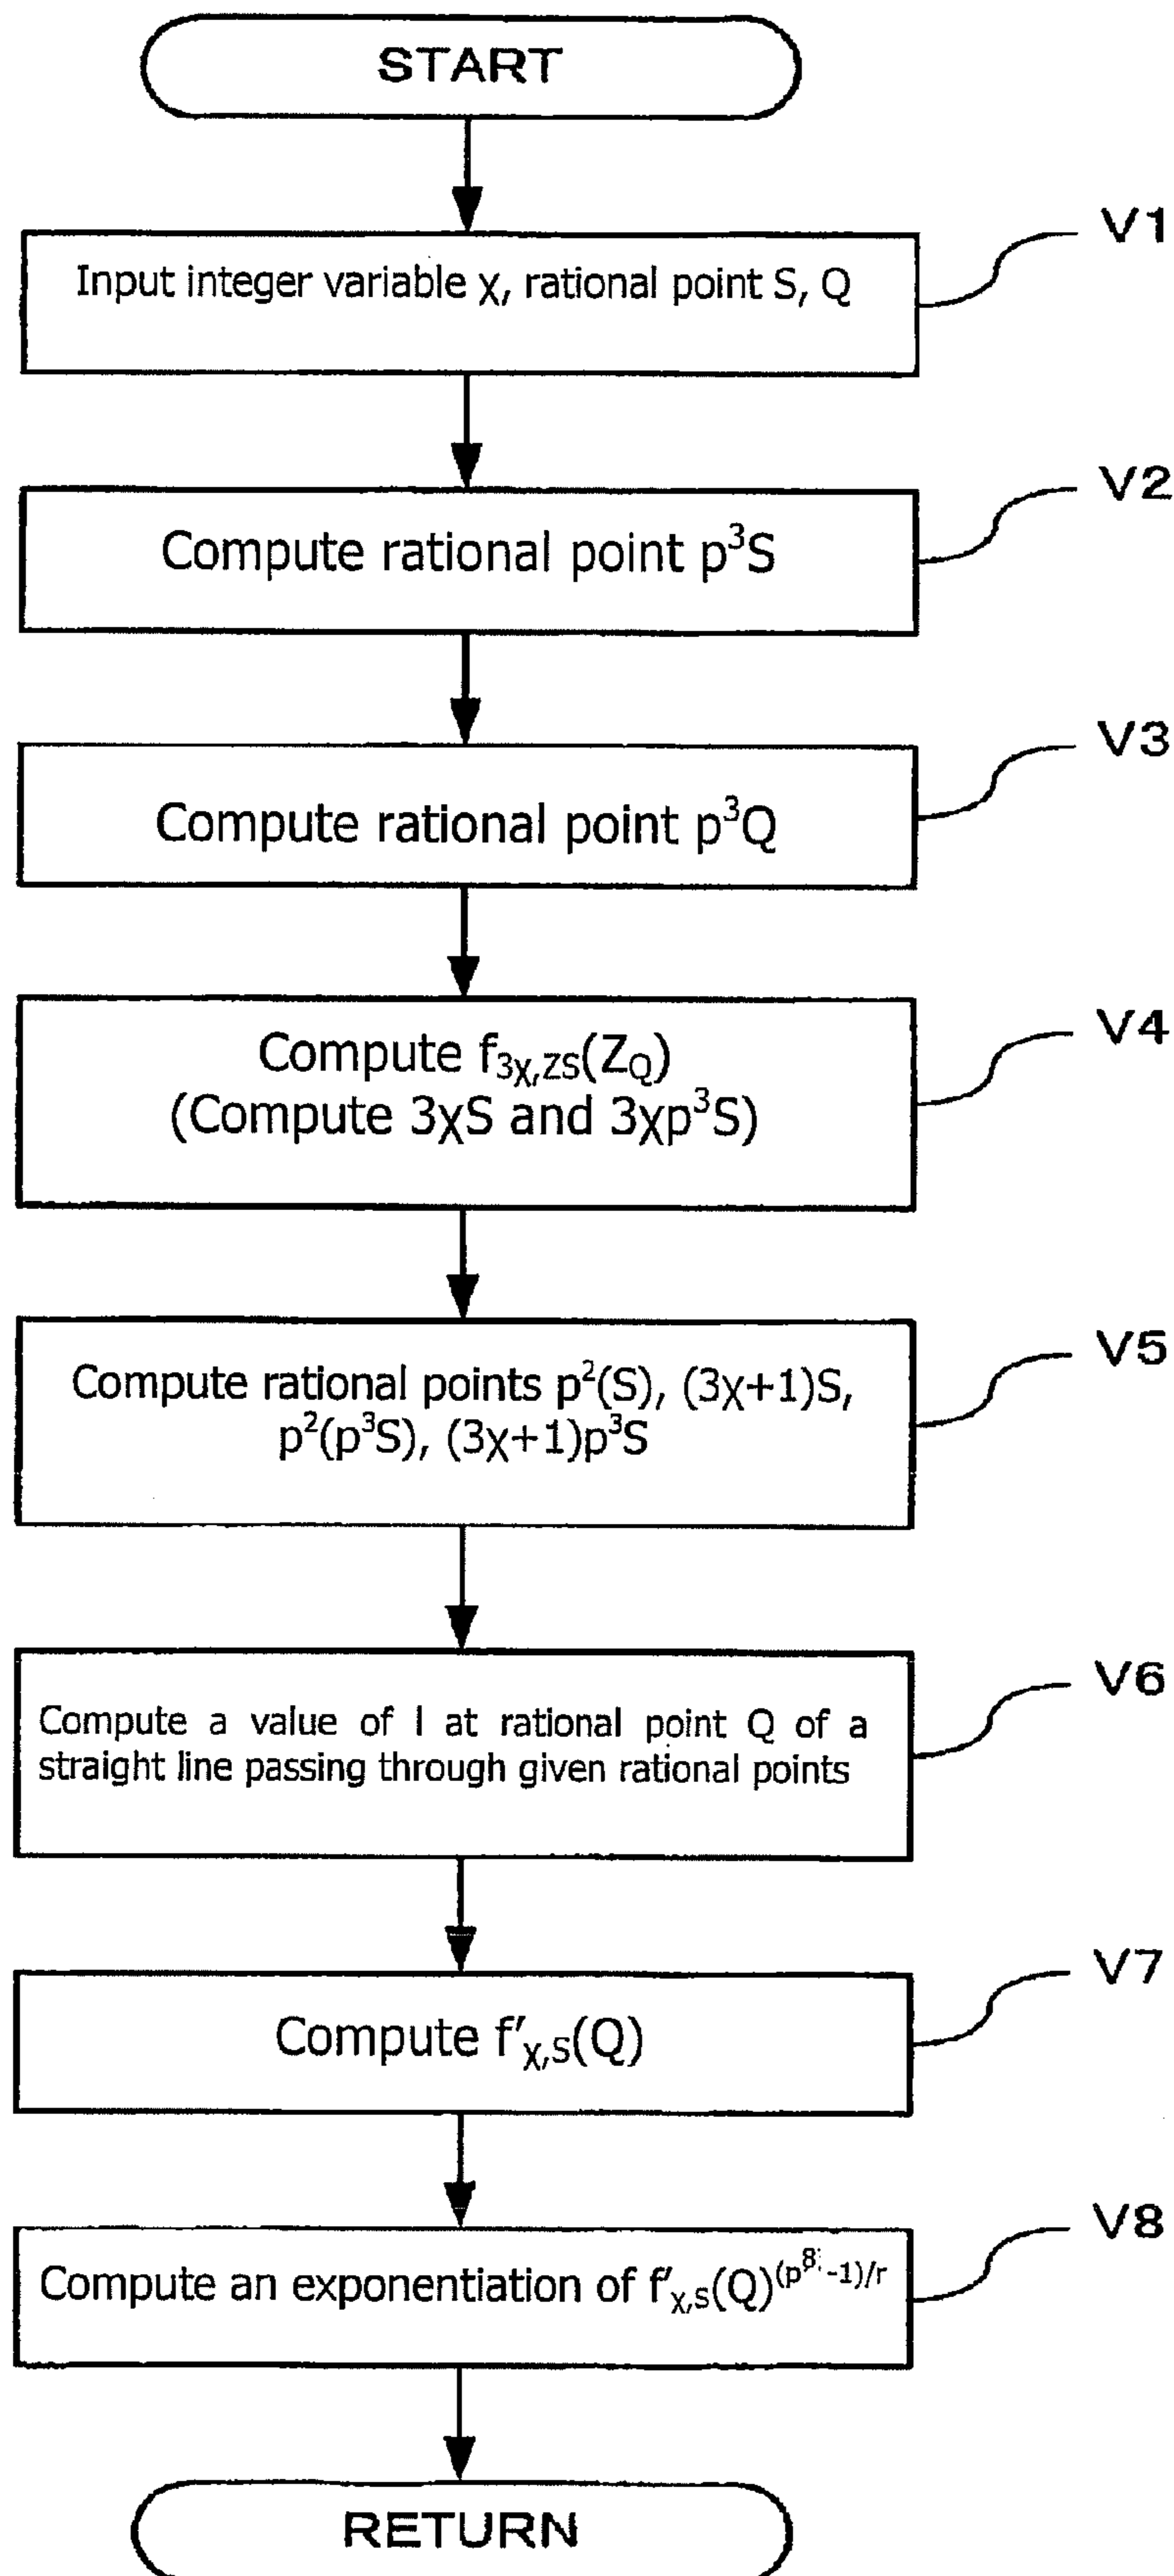 START
V1
Input integer variable χ, rational point S, Q
V2
Compute rational point p³S
V3
Compute rational point p³Q
V4
Compute f₃χ,ZS(Z_Q)
(Compute 3χS and 3χp³S)
V5
Compute rational points p²(S), (3χ+1)S,
p²(p³S), (3χ+1)p³S
V6
Compute a value of l at rational point Q of a
straight line passing through given rational points
V7
Compute f′χ,S(Q)
V8
Compute an exponentiation of f′χ,S(Q)^(p⁸-1)/r
RETURN